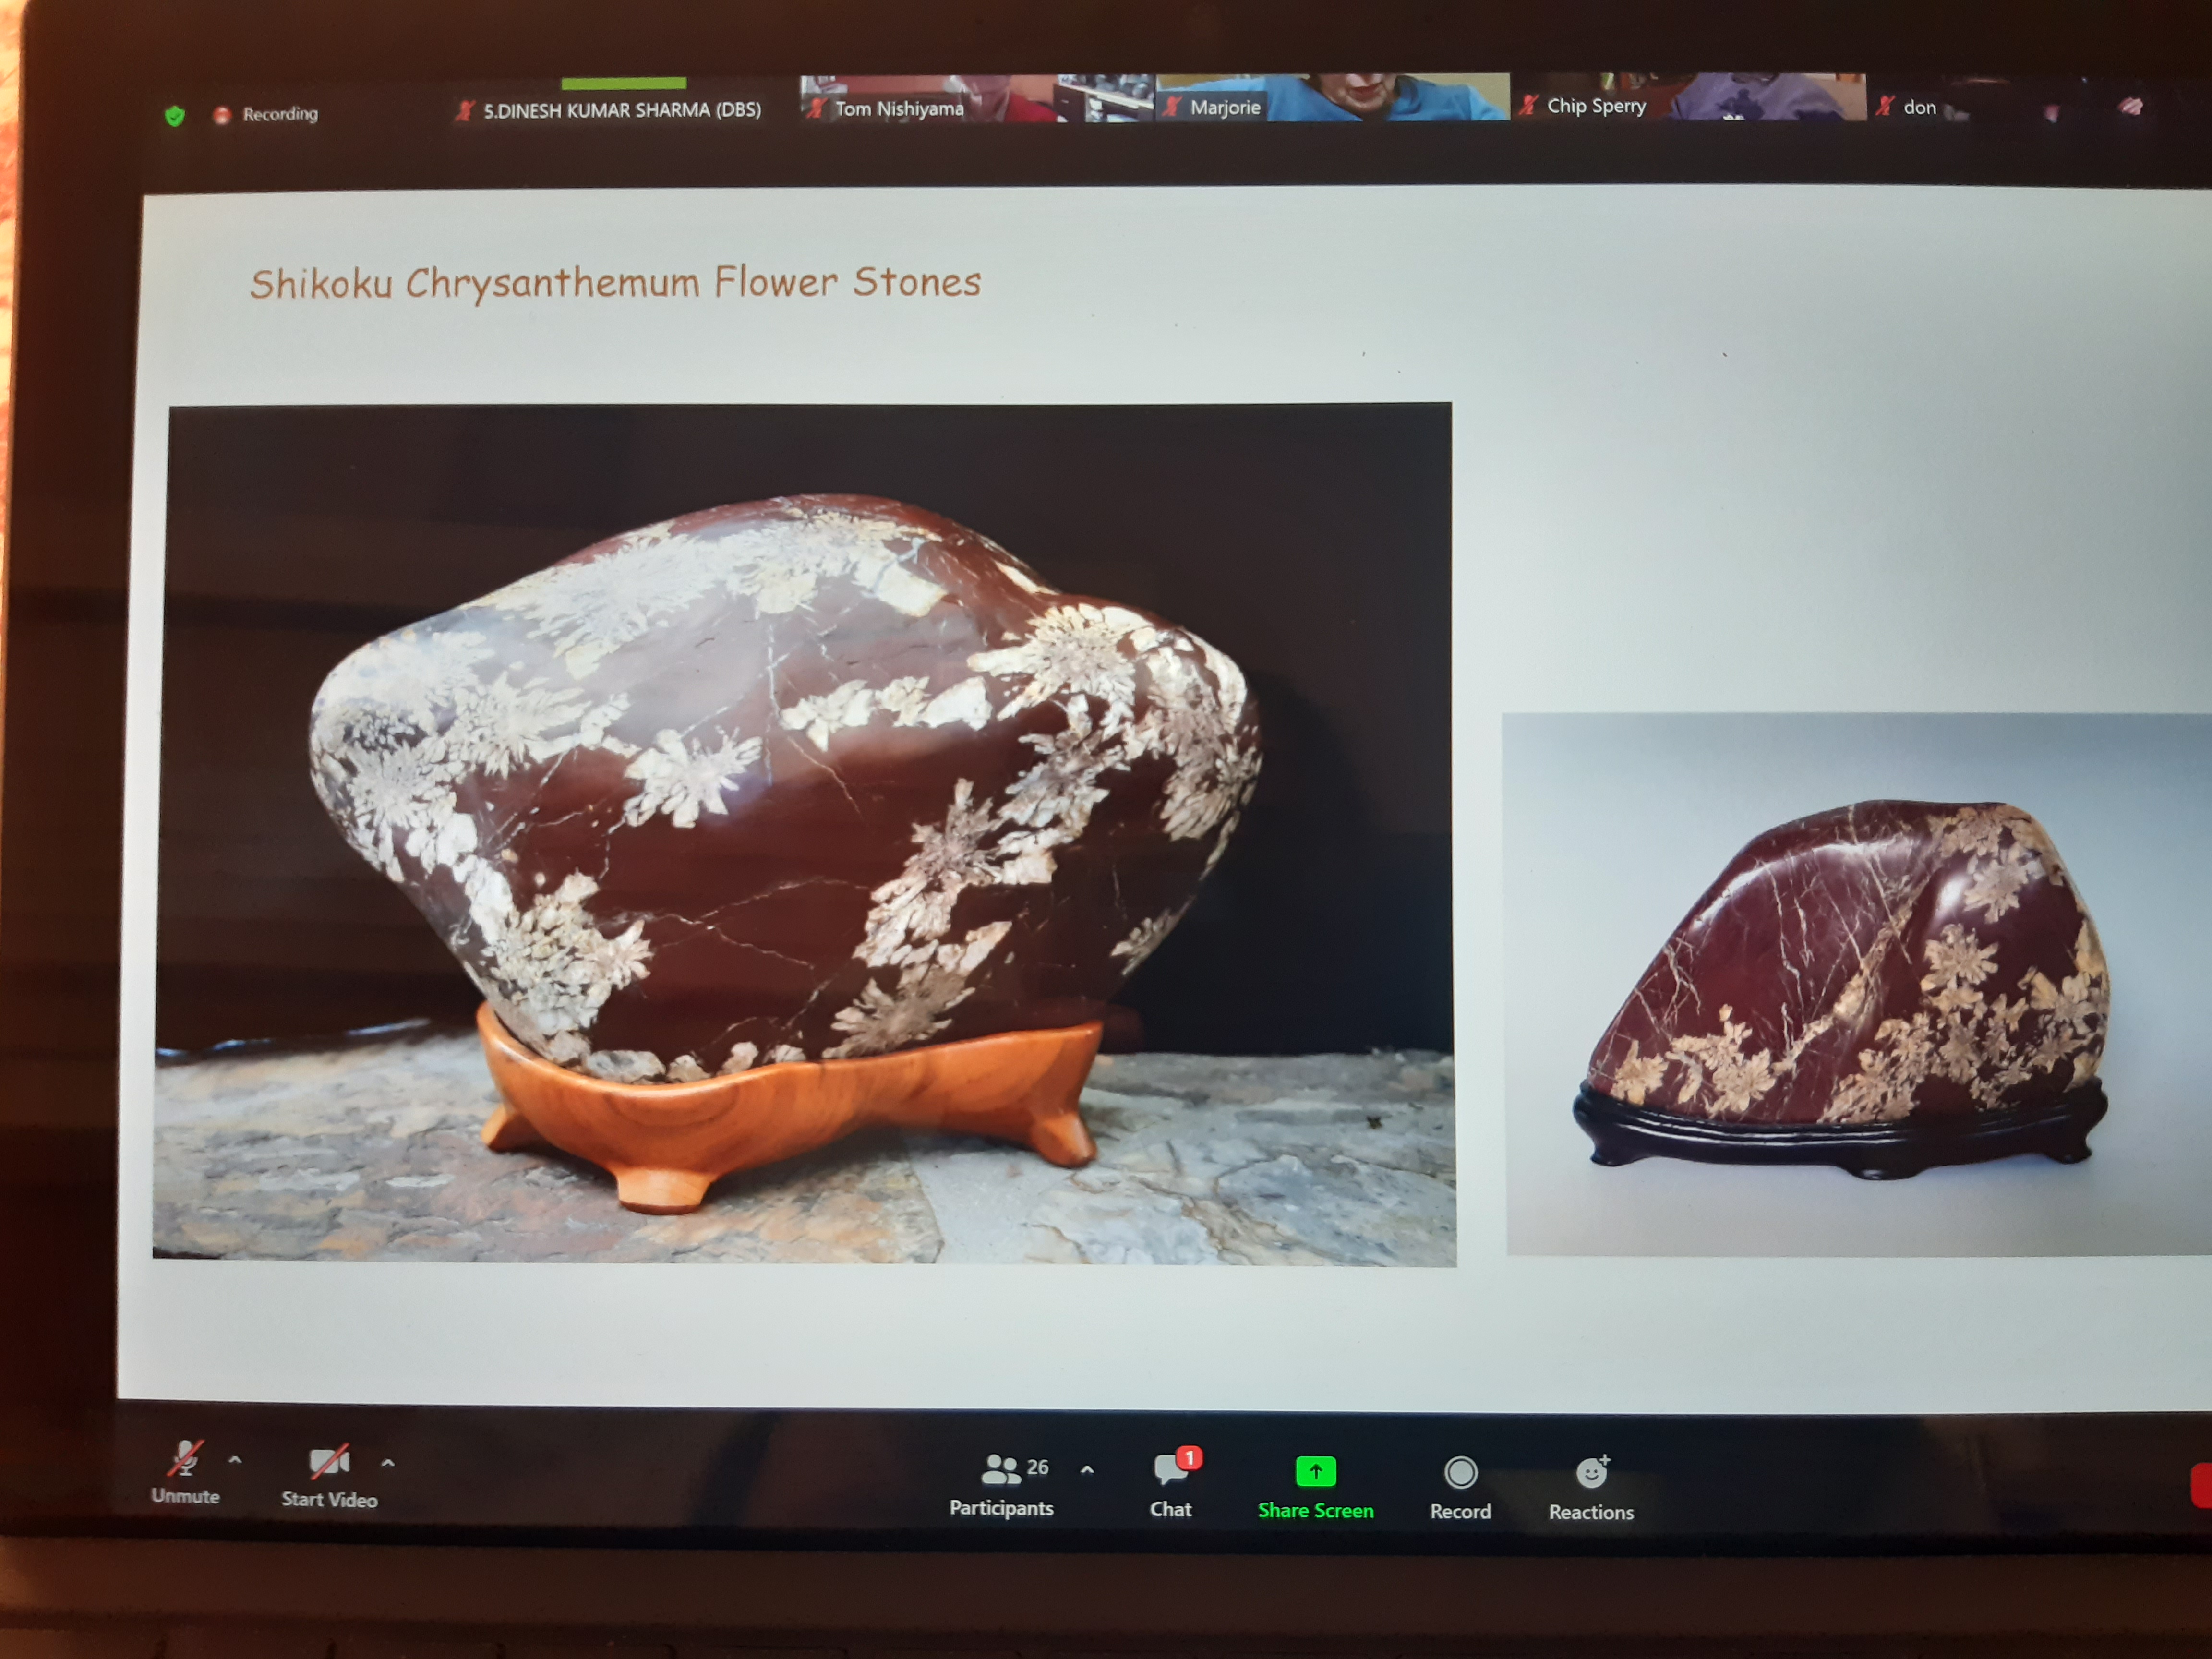 Recording
5.DINESH KUMAR SHARMA (DBS)
Tom Nishiyama
Marjorie
Chip Sperry
don
Shikoku Chrysanthemum Flower Stones
Unmute
Start Video
26
Participants
1
Chat
Share Screen
Record
Reactions